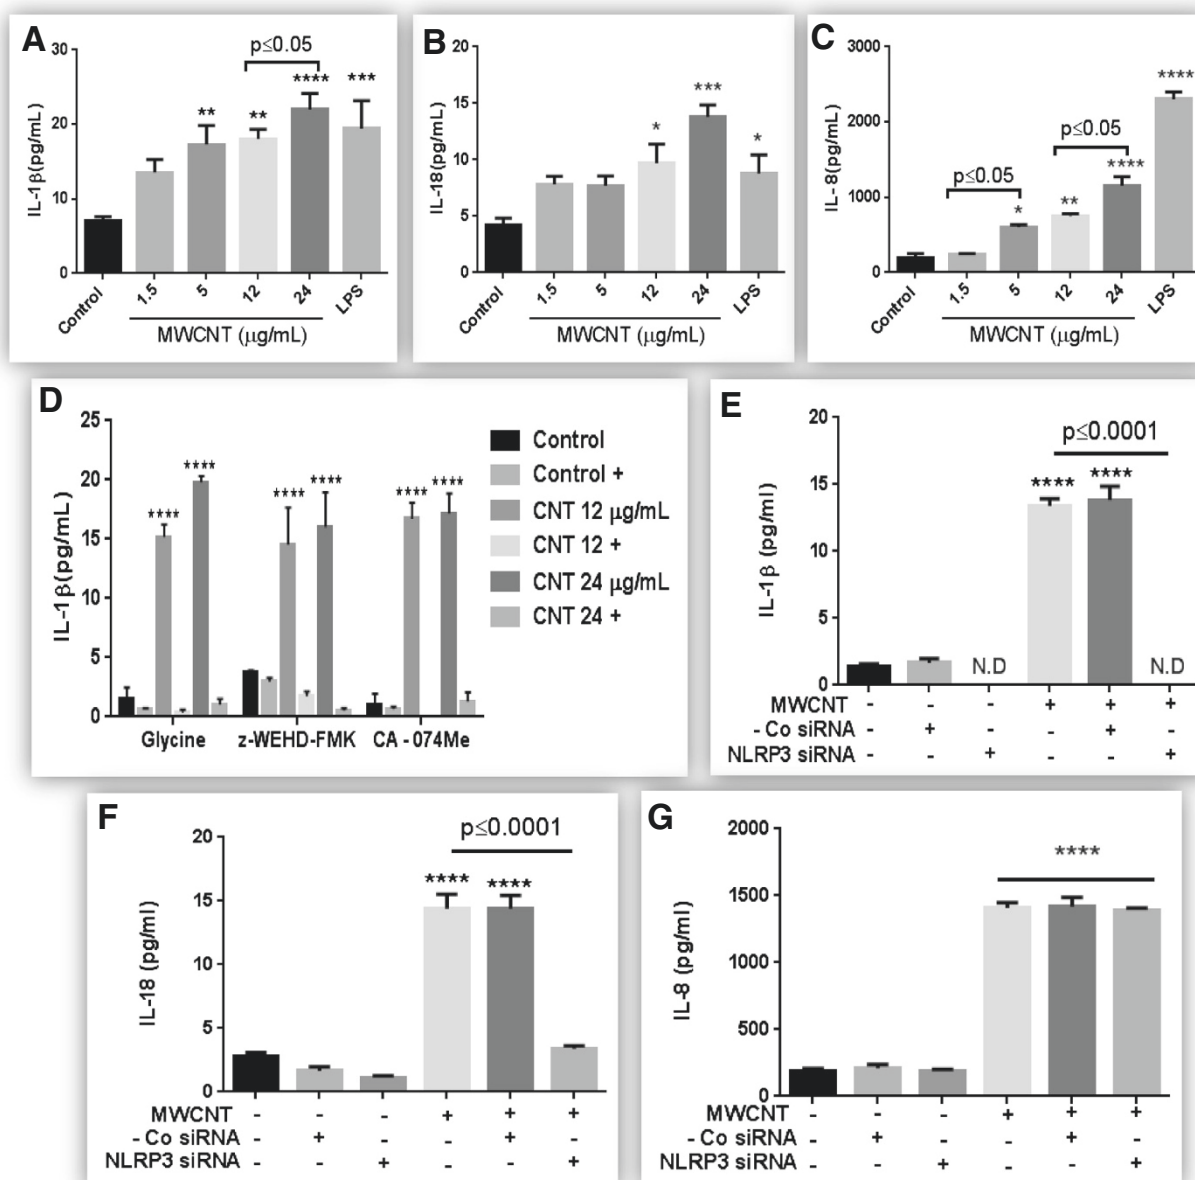 A
30
20
10
0
IL-1β(pg/mL)
p≤0.05
** ** **** ***
Control 1.5 5 12 24 LPS
MWCNT (µg/mL)
B
20
15
10
5
0
IL-18(pg/mL)
* *** *
Control 1.5 5 12 24 LPS
MWCNT (µg/mL)
C
3000
2000
1000
0
IL- 8(pg/mL)
p≤0.05
p≤0.05
* ** **** ****
Control 1.5 5 12 24 LPS
MWCNT (µg/mL)
D
25
20
15
10
5
0
IL-1β(pg/mL)
**** **** **** **** **** ****
Glycine z-WEHD-FMK CA - 074Me
Control
Control +
CNT 12 µg/mL
CNT 12 +
CNT 24 µg/mL
CNT 24 +
E
20
15
10
5
0
IL-1β (pg/ml)
p≤0.0001
**** ****
N.D N.D
MWCNT - - - + + +
- Co siRNA - + - - + -
NLRP3 siRNA - - + - - +
F
20
15
10
5
0
IL-18 (pg/ml)
p≤0.0001
**** ****
MWCNT - - - + + +
- Co siRNA - + - - + -
NLRP3 siRNA - - + - - +
G
2000
1500
1000
500
0
IL-8 (pg/ml)
****
MWCNT - - - + + +
- Co siRNA - + - - + -
NLRP3 siRNA - - + - - +